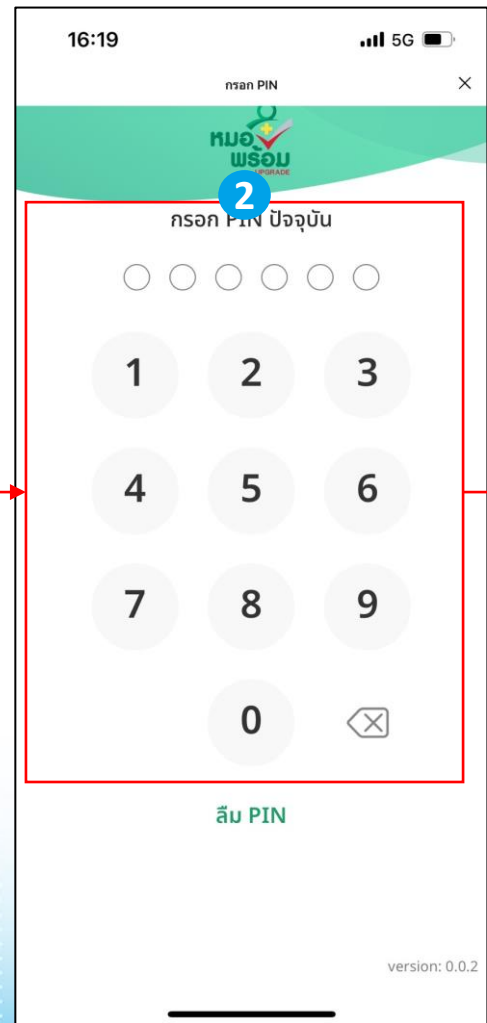 16:19 5G
กรอก PIN
หมอ
พร้อม
UPGRADE
2
กรอก PIN ปัจจุบัน
1 2 3
4 5 6
7 8 9
0
ลืม PIN
version: 0.0.2